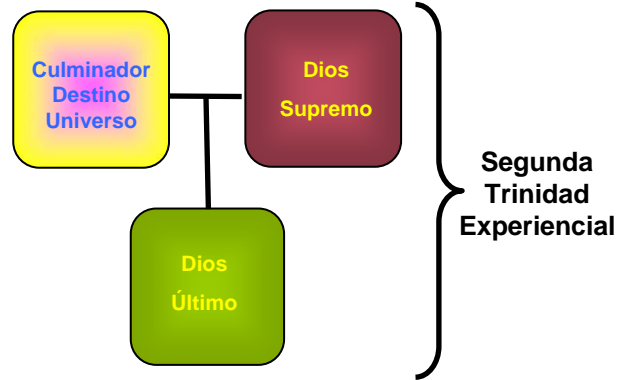 Culminador
Destino
Universo
Dios
Supremo
Dios
Último
Segunda
Trinidad
Experiencial